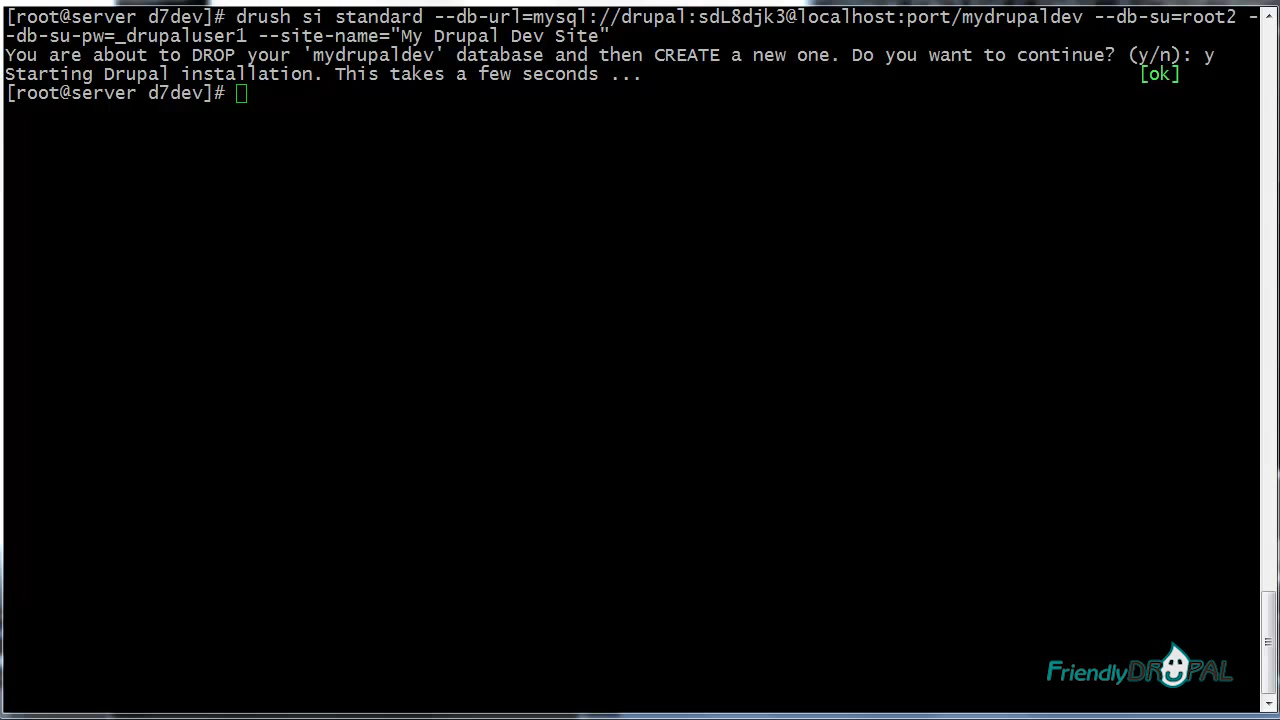 [root@server d7dev]# drush si standard --db-url=mysql://drupal:sdL8djk3@localhost:port/mydrupaldev --db-su=root2 -
-db-su-pw=_drupaluser1 --site-name="My Drupal Dev Site"
You are about to DROP your 'mydrupaldev' database and then CREATE a new one. Do you want to continue? (y/n): y
Starting Drupal installation. This takes a few seconds ... [ok]
[root@server d7dev]#
FriendlyDRUPAL